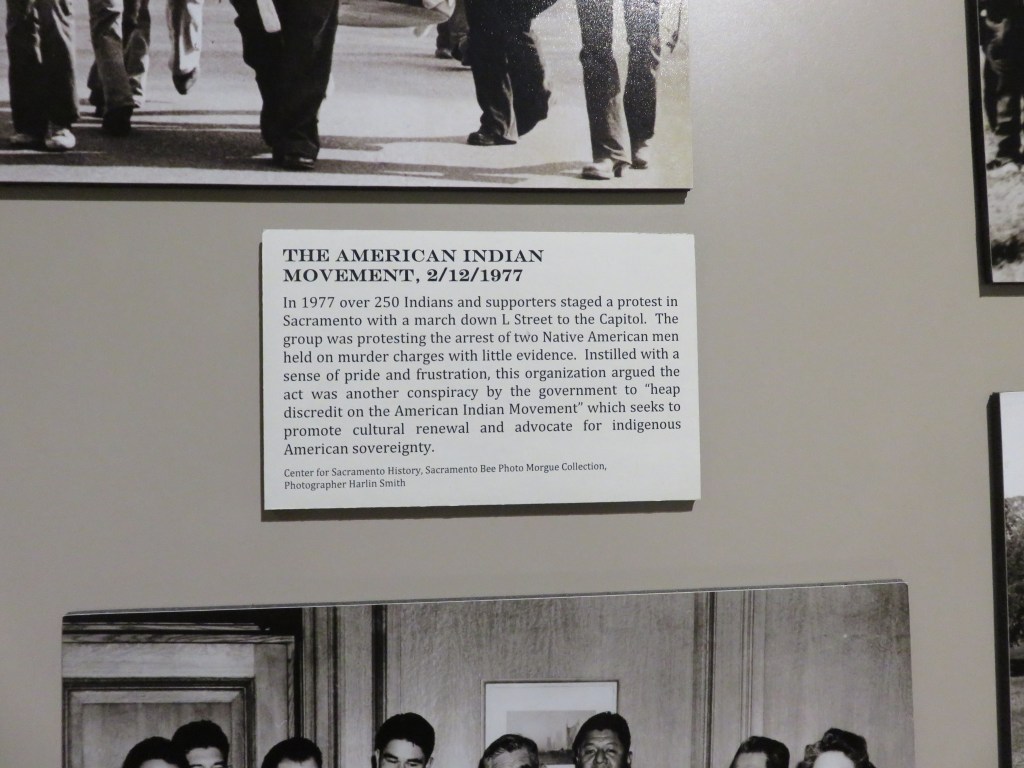 THE AMERICAN INDIAN
MOVEMENT, 2/12/1977
In 1977 over 250 Indians and supporters staged a protest in
Sacramento with a march down L Street to the Capitol. The
group was protesting the arrest of two Native American men
held on murder charges with little evidence. Instilled with a
sense of pride and frustration, this organization argued the
act was another conspiracy by the government to "heap
discredit on the American Indian Movement" which seeks to
promote cultural renewal and advocate for indigenous
American sovereignty.
Center for Sacramento History, Sacramento Bee Photo Morgue Collection,
Photographer Harlin Smith